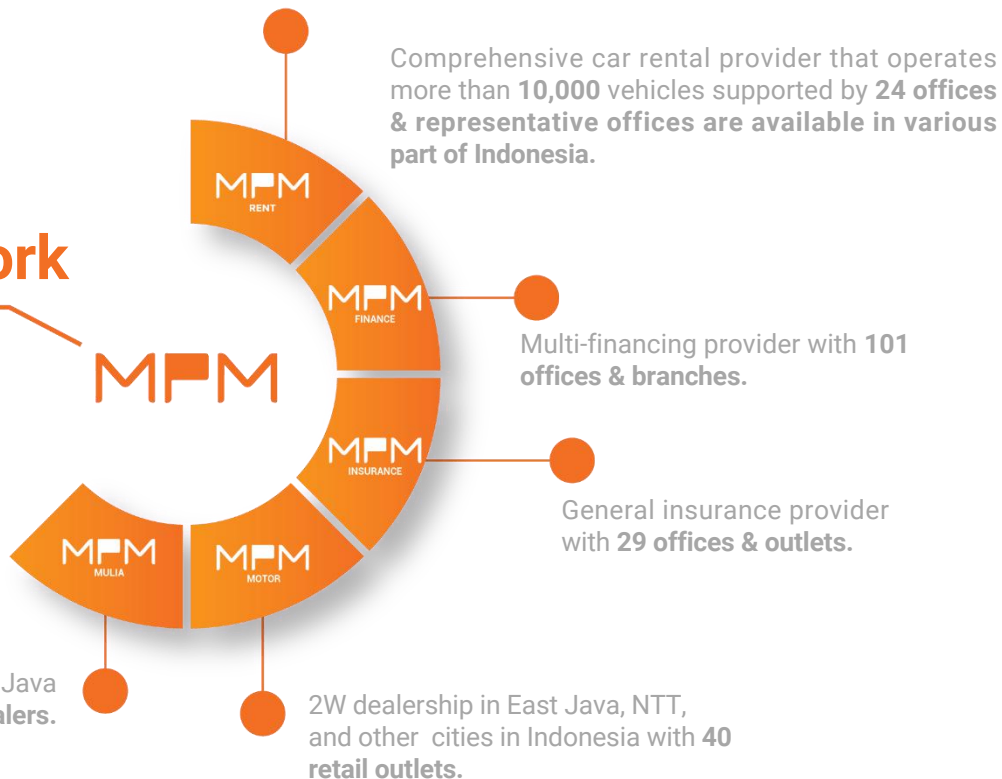 Comprehensive car rental provider that operates
more than 10,000 vehicles supported by 24 offices
& representative offices are available in various
part of Indonesia.
MPM
RENT
MPM
FINANCE
Multi-financing provider with 101
offices & branches.
MPM
MPM
INSURANCE
General insurance provider
with 29 offices & outlets.
MPM
MULIA
MPM
MOTOR
Java
2W dealership in East Java, NTT,
and other cities in Indonesia with 40
retail outlets.